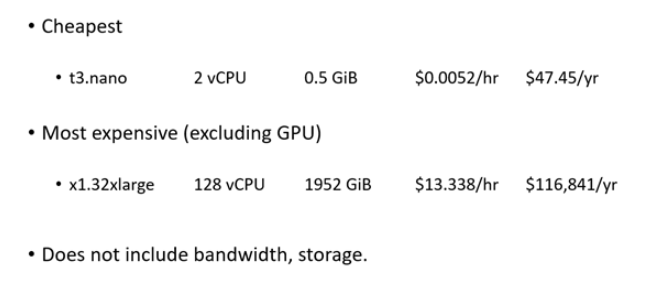 • Cheapest
• t3.nano 2 vCPU 0.5 GiB $0.0052/hr $47.45/yr
• Most expensive (excluding GPU)
• x1.32xlarge 128 vCPU 1952 GiB $13.338/hr $116,841/yr
• Does not include bandwidth, storage.